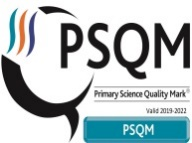 PSQM
Primary Science Quality Mark®
Valid 2019-2022
PSQM